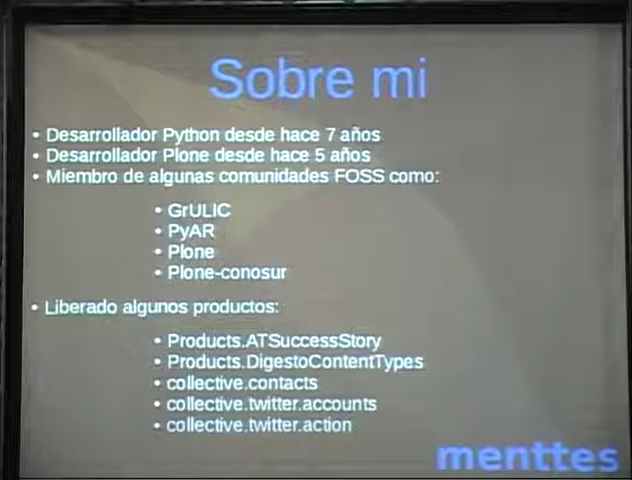 Sobre mi
• Desarrollador Python desde hace 7 años
• Desarrollador Plone desde hace 5 años
• Miembro de algunas comunidades FOSS como:
• GrULIC
• PyAR
• Plone
• Plone-conosur
• Liberado algunos productos:
• Products.ATSuccessStory
• Products.DigestoContentTypes
• collective.contacts
• collective.twitter.accounts
• collective.twitter.action
menttes